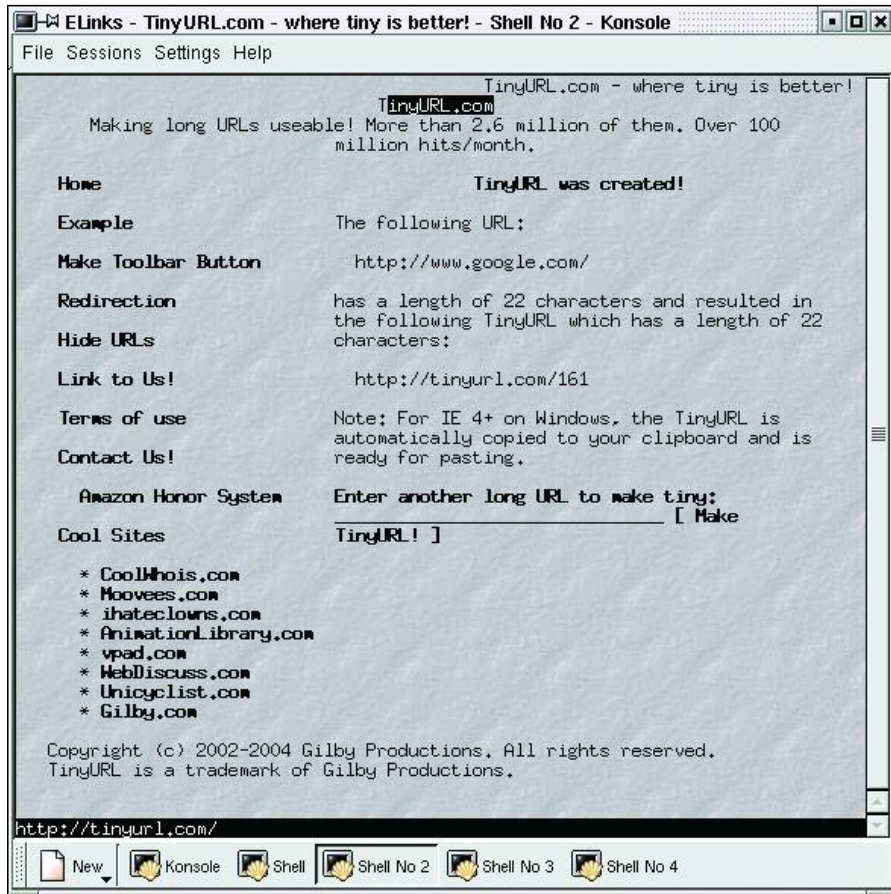 ELinks - TinyURL.com - where tiny is better! - Shell No 2 - Konsole
File Sessions Settings Help
TinyURL.com - where tiny is better!
TinyURL.com
Making long URLs useable! More than 2.6 million of them. Over 100
million hits/month.
Home
Example
Make Toolbar Button
Redirection
Hide URLs
Link to Us!
Terms of use
Contact Us!
Amazon Honor System
Cool Sites
* CoolWhois.com
* Moovees.com
* ihateclowns.com
* AnimationLibrary.com
* vpad.com
* WebDiscuss.com
* Unicyclist.com
* Gilby.com
TinyURL was created!
The following URL:
http://www.google.com/
has a length of 22 characters and resulted in
the following TinyURL which has a length of 22
characters:
http://tinyurl.com/161
Note: For IE 4+ on Windows, the TinyURL is
automatically copied to your clipboard and is
ready for pasting.
Enter another long URL to make tiny:
______________________________ [ Make
TinyURL! ]
Copyright (c) 2002-2004 Gilby Productions. All rights reserved.
TinyURL is a trademark of Gilby Productions.
http://tinyurl.com/
New Konsole Shell Shell No 2 Shell No 3 Shell No 4